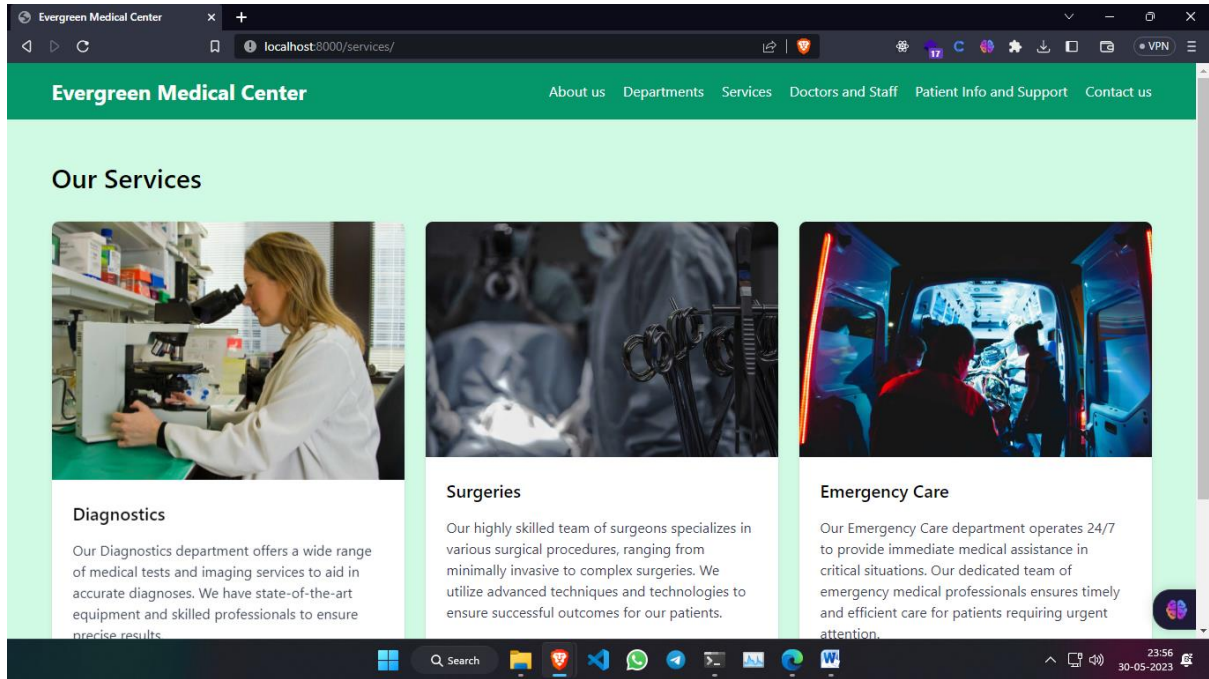 Evergreen Medical Center
localhost:8000/services/
17
VPN
Evergreen Medical Center
About us Departments Services Doctors and Staff Patient Info and Support Contact us
Our Services
Diagnostics
Our Diagnostics department offers a wide range
of medical tests and imaging services to aid in
accurate diagnoses. We have state-of-the-art
equipment and skilled professionals to ensure
precise results.
Surgeries
Our highly skilled team of surgeons specializes in
various surgical procedures, ranging from
minimally invasive to complex surgeries. We
utilize advanced techniques and technologies to
ensure successful outcomes for our patients.
Emergency Care
Our Emergency Care department operates 24/7
to provide immediate medical assistance in
critical situations. Our dedicated team of
emergency medical professionals ensures timely
and efficient care for patients requiring urgent
attention.
Search
23:56
30-05-2023